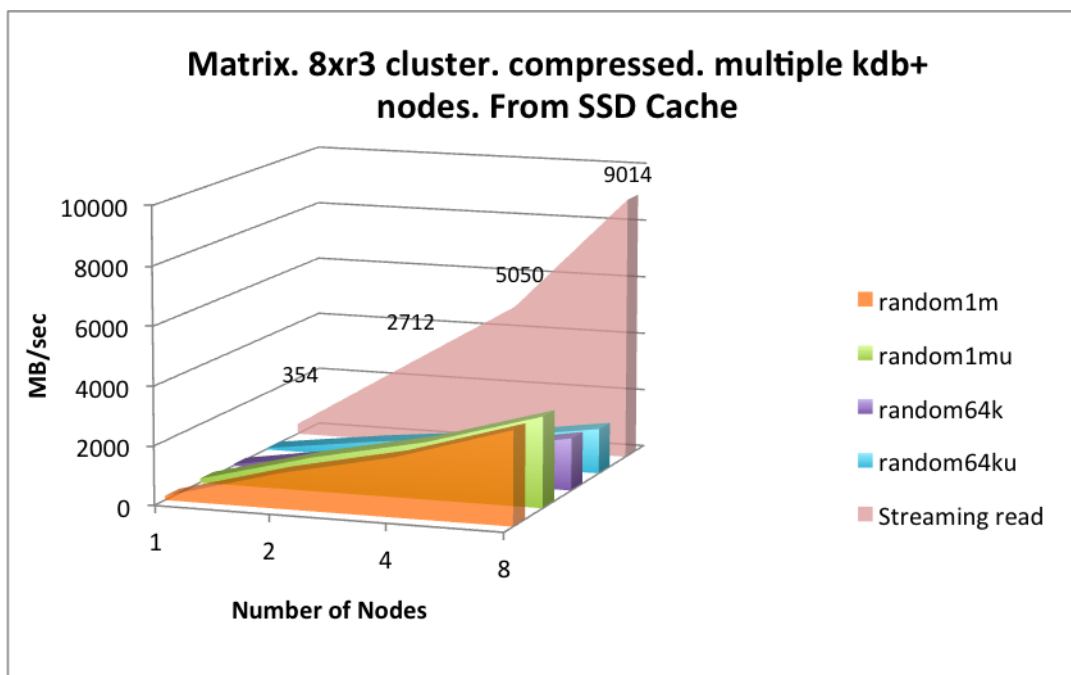 Matrix. 8xr3 cluster. compressed. multiple kdb+
nodes. From SSD Cache
9014
10000
8000
5050
6000
2712
4000
354
2000
0
MB/sec
1
2
4
8
Number of Nodes
random1m
random1mu
random64k
random64ku
Streaming read